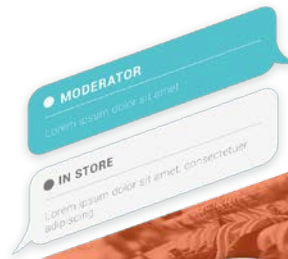 MODERATOR
Lorem ipsum dolor sit amet.
IN STORE
Lorem ipsum dolor sit amet, consectetuer
adipiscing